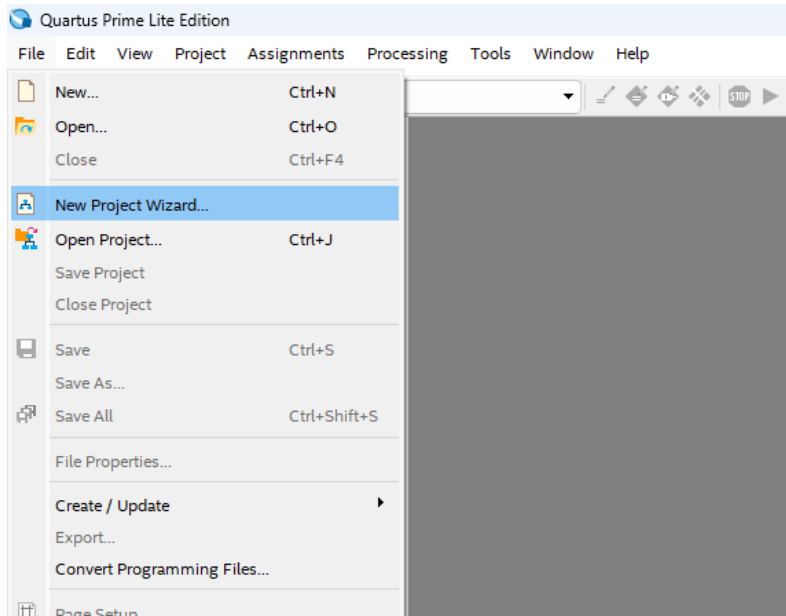 Quartus Prime Lite Edition
File Edit View Project Assignments Processing Tools Window Help
New... Ctrl+N
Open... Ctrl+O
Close Ctrl+F4
New Project Wizard...
Open Project... Ctrl+J
Save Project
Close Project
Save Ctrl+S
Save As...
Save All Ctrl+Shift+S
File Properties...
Create / Update
Export...
Convert Programming Files...
Page Setup
STOP